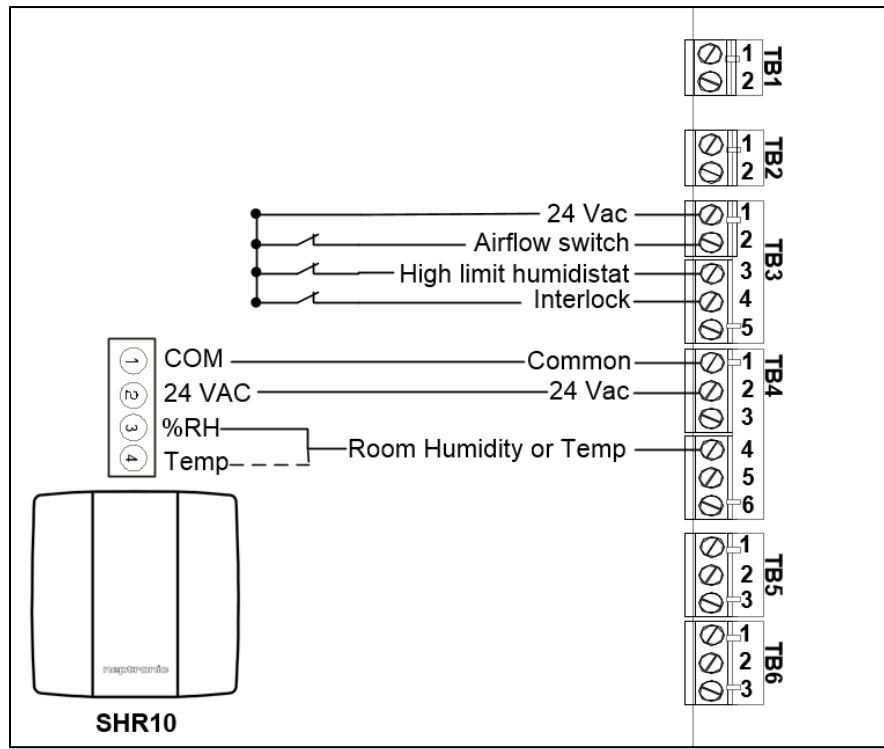 1
2
TB1
1
2
TB2
24 Vac
1
Airflow switch
2
High limit humidistat
3
Interlock
4
5
TB3
1
COM
Common
1
2
24 VAC
24 Vac
2
3
%RH
3
4
Temp
Room Humidity or Temp
4
5
6
TB4
1
2
3
TB5
1
2
3
TB6
neptronic
SHR10